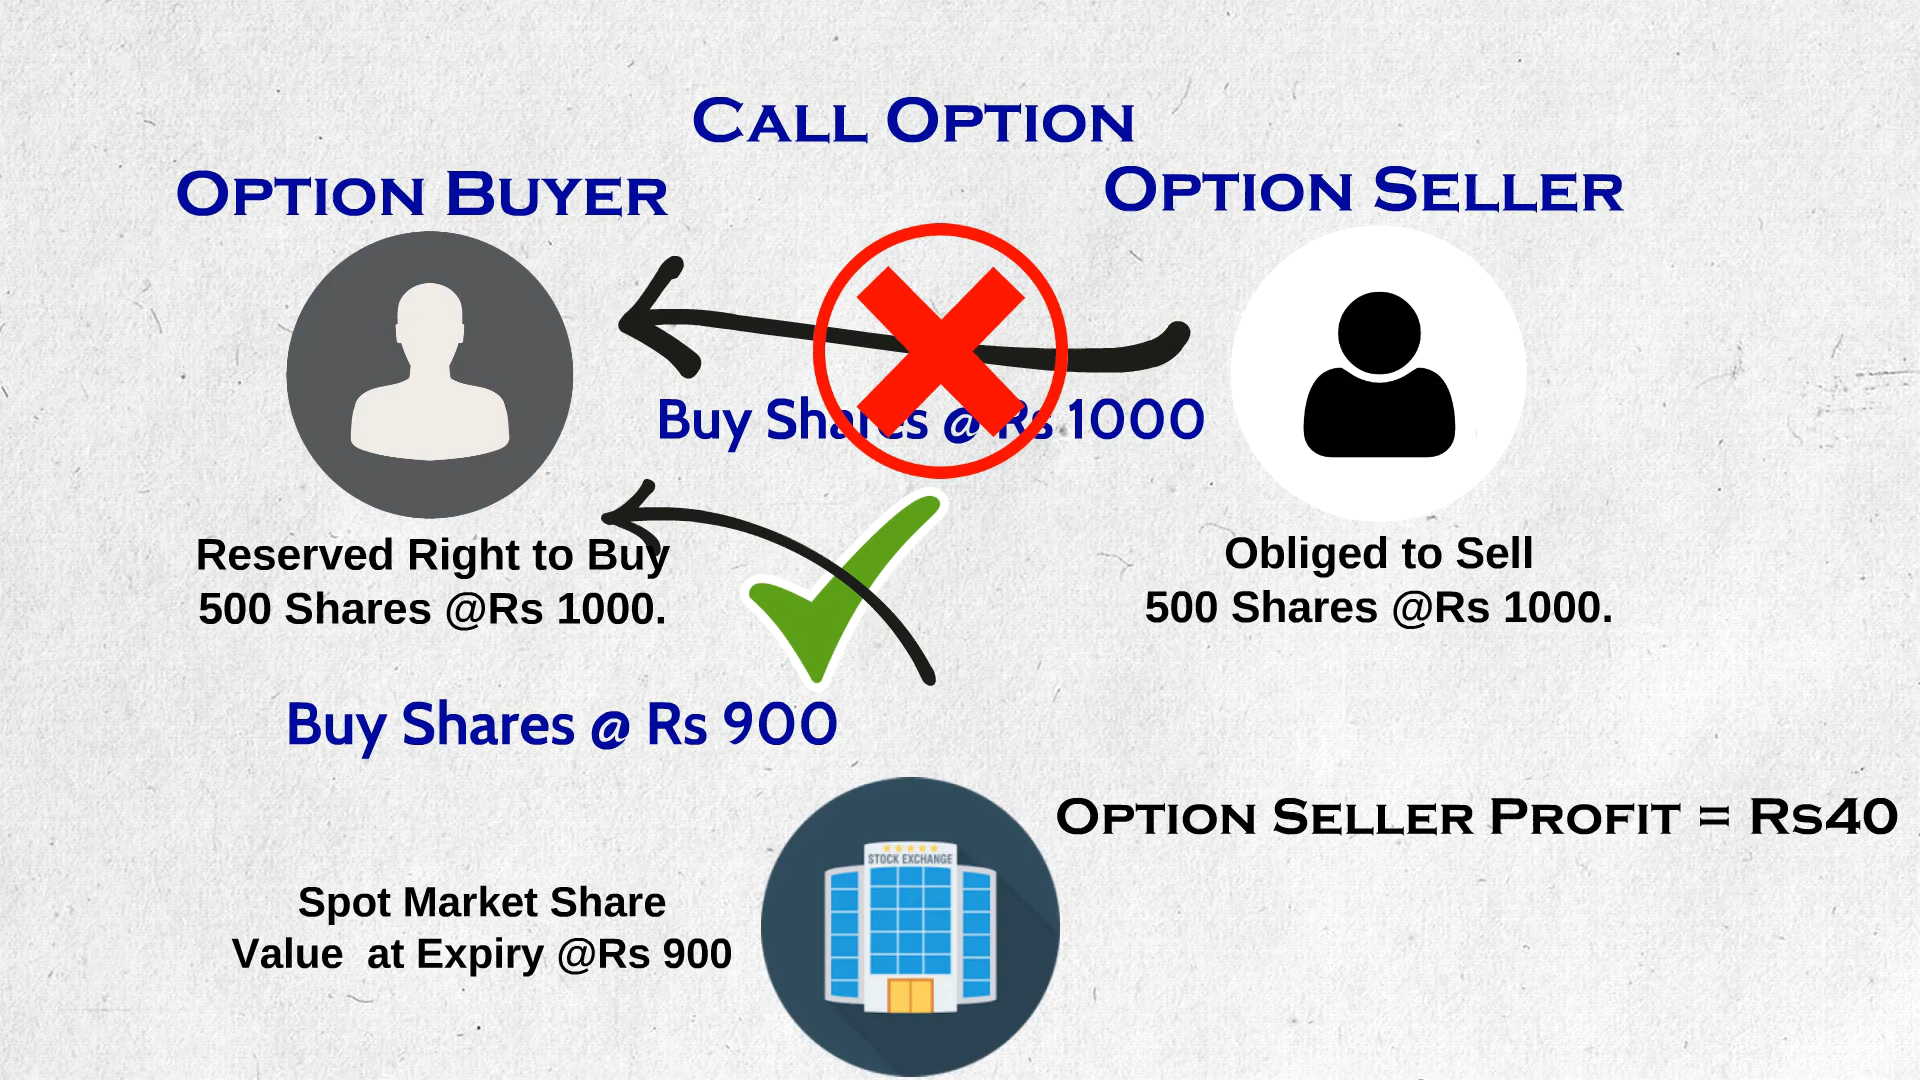 Call Option
Option Buyer
Option Seller
Buy Shares @ Rs 1000
Reserved Right to Buy
500 Shares @Rs 1000.
Obliged to Sell
500 Shares @Rs 1000.
Buy Shares @ Rs 900
Option Seller Profit = Rs40
STOCK EXCHANGE
Spot Market Share
Value  at Expiry @Rs 900